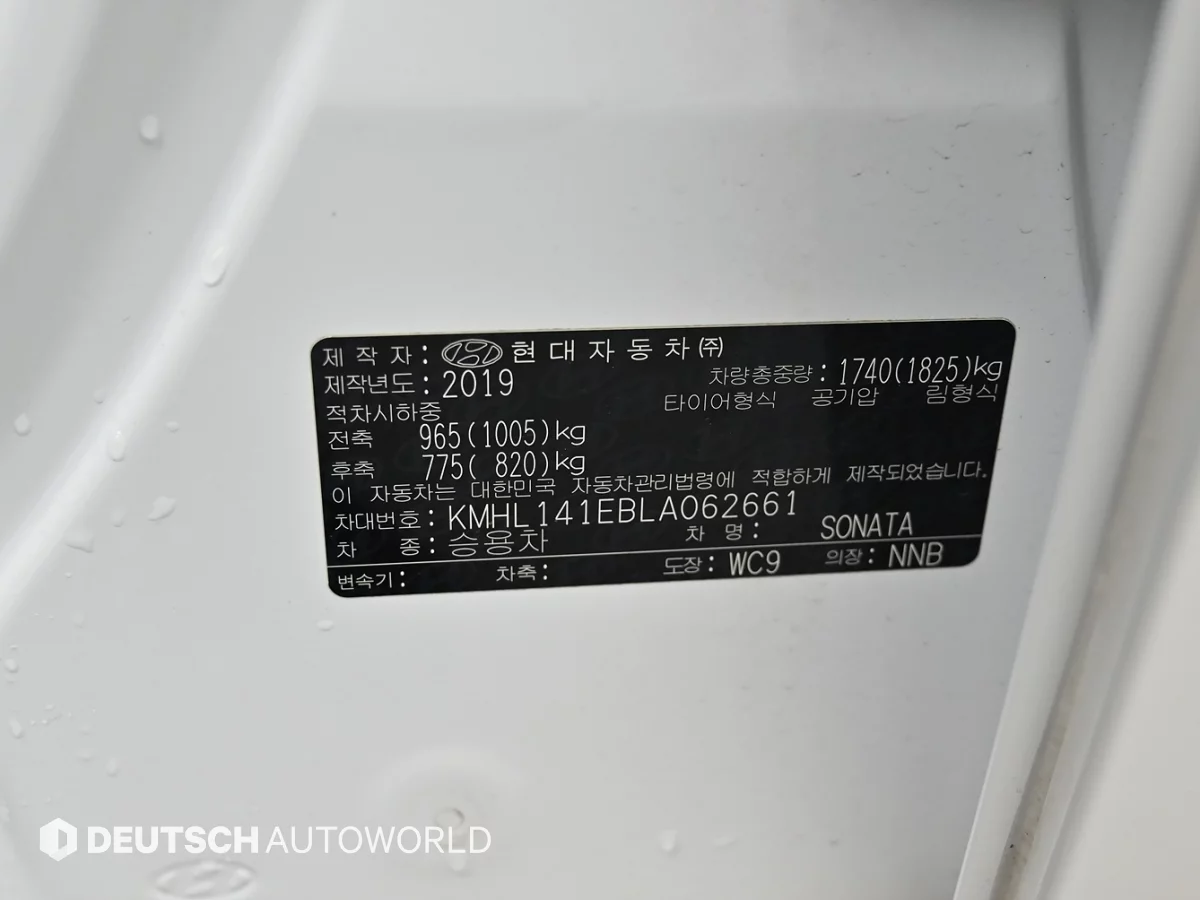 제 작 자 : 현 대 자 동 차 ㈜
제작년도 : 2019 차량총중량 : 1740(1825)kg
적차시하중 타이어형식 공기압 림형식
전축 965(1005)kg
후축 775( 820)kg
이 자동차는 대한민국 자동차관리법령에 적합하게 제작되었습니다.
차대번호 : KMHL141EBLA062661
차 종 : 승용차 차 명 : SONATA
변속기 : 차축 : 도장 : WC9 의장 : NNB
DEUTSCH AUTOWORLD